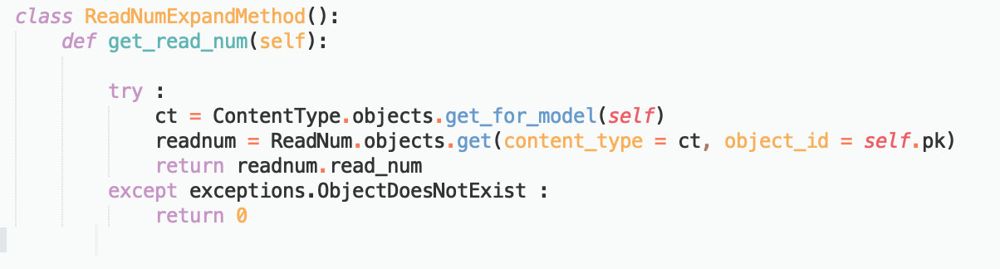 class ReadNumExpandMethod():
    def get_read_num(self):

        try :
            ct = ContentType.objects.get_for_model(self)
            readnum = ReadNum.objects.get(content_type = ct, object_id = self.pk)
            return readnum.read_num
        except exceptions.ObjectDoesNotExist :
            return 0